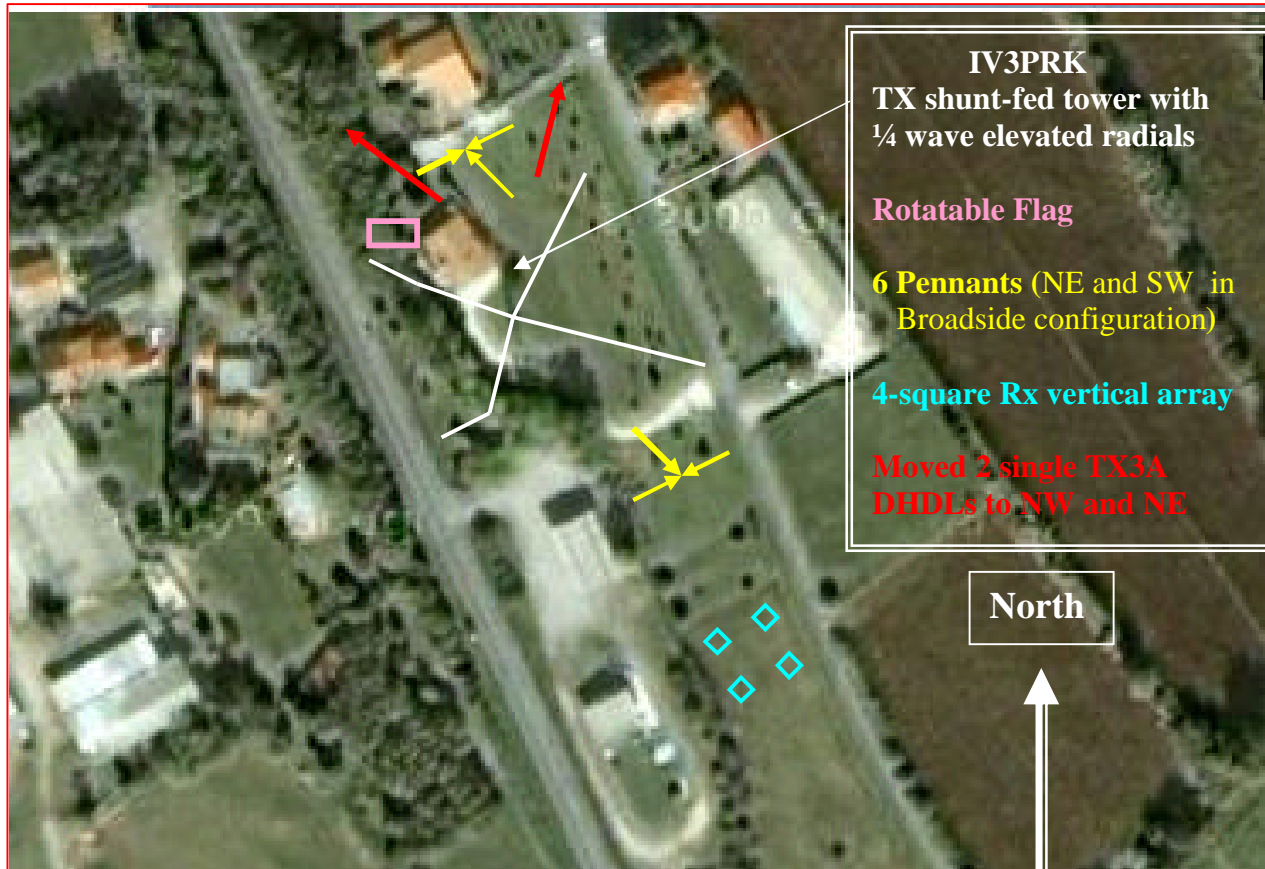 IV3PRK
TX shunt-fed tower with
¼ wave elevated radials
Rotatable Flag
6 Pennants (NE and SW in
Broadside configuration)
4-square Rx vertical array
Moved 2 single TX3A
DHDLs to NW and NE
North